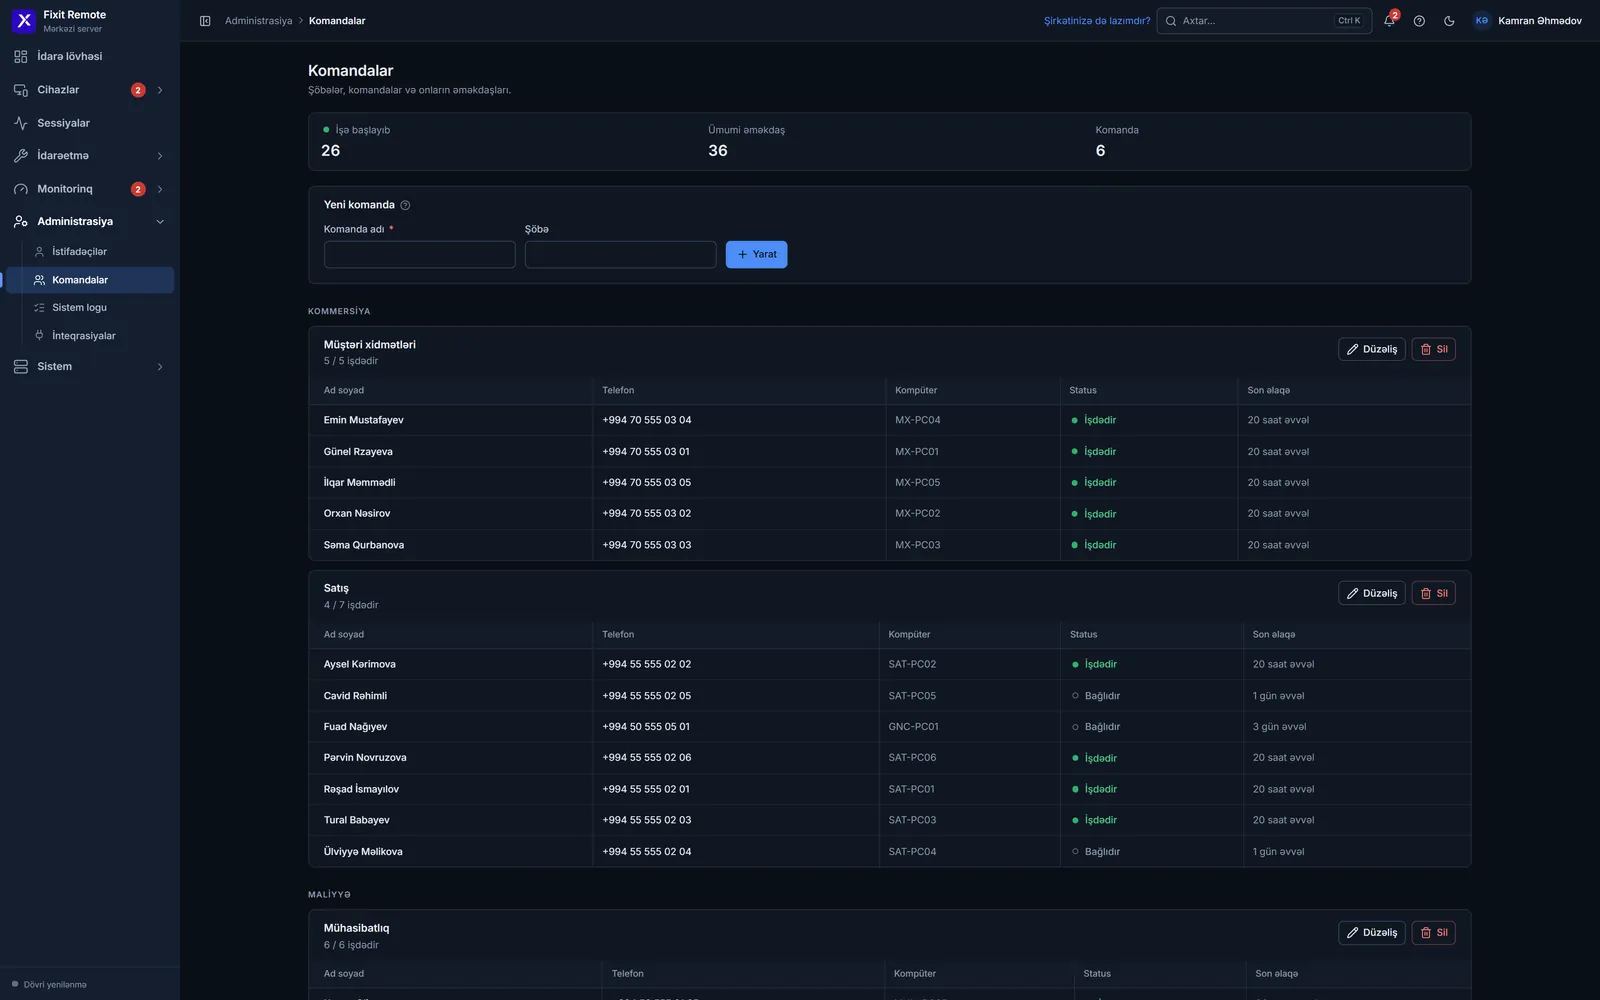 Fixit Remote
Mərkəzi server
İdarə lövhəsi
Cihazlar 2
Sessiyalar
İdarəetmə
Monitorinq 2
Administrasiya
İstifadəçilər
Komandalar
Sistem logu
İnteqrasiyalar
Sistem
Dövri yenilənmə
Administrasiya > Komandalar
Şirkətinizə də lazımdır?
Axtar... Ctrl K
2
KƏ Kamran Əhmədov
Komandalar
Şöbələr, komandalar və onların əməkdaşları.
İşə başlayıb Ümumi əməkdaş Komanda
26 36 6
Yeni komanda
Komanda adı * Şöbə
+ Yarat
KOMMERSİYA
Müştəri xidmətləri
5 / 5 işdədir
Düzəliş Sil
Ad soyad Telefon Kompüter Status Son əlaqə
Emin Mustafayev +994 70 555 03 04 MX-PC04 İşdədir 20 saat əvvəl
Günel Rzayeva +994 70 555 03 01 MX-PC01 İşdədir 20 saat əvvəl
İlqar Məmmədli +994 70 555 03 05 MX-PC05 İşdədir 20 saat əvvəl
Orxan Nəsirov +994 70 555 03 02 MX-PC02 İşdədir 20 saat əvvəl
Səma Qurbanova +994 70 555 03 03 MX-PC03 İşdədir 20 saat əvvəl
Satış
4 / 7 işdədir
Düzəliş Sil
Ad soyad Telefon Kompüter Status Son əlaqə
Aysel Kərimova +994 55 555 02 02 SAT-PC02 İşdədir 20 saat əvvəl
Cavid Rəhimli +994 55 555 02 05 SAT-PC05 Bağlıdır 1 gün əvvəl
Fuad Nağıyev +994 50 555 05 01 GNC-PC01 Bağlıdır 3 gün əvvəl
Pərvin Novruzova +994 55 555 02 06 SAT-PC06 İşdədir 20 saat əvvəl
Rəşad İsmayılov +994 55 555 02 01 SAT-PC01 İşdədir 20 saat əvvəl
Tural Babayev +994 55 555 02 03 SAT-PC03 İşdədir 20 saat əvvəl
Ülviyyə Məlikova +994 55 555 02 04 SAT-PC04 Bağlıdır 1 gün əvvəl
MALİYYƏ
Mühasibatlıq
6 / 6 işdədir
Düzəliş Sil
Ad soyad Telefon Kompüter Status Son əlaqə